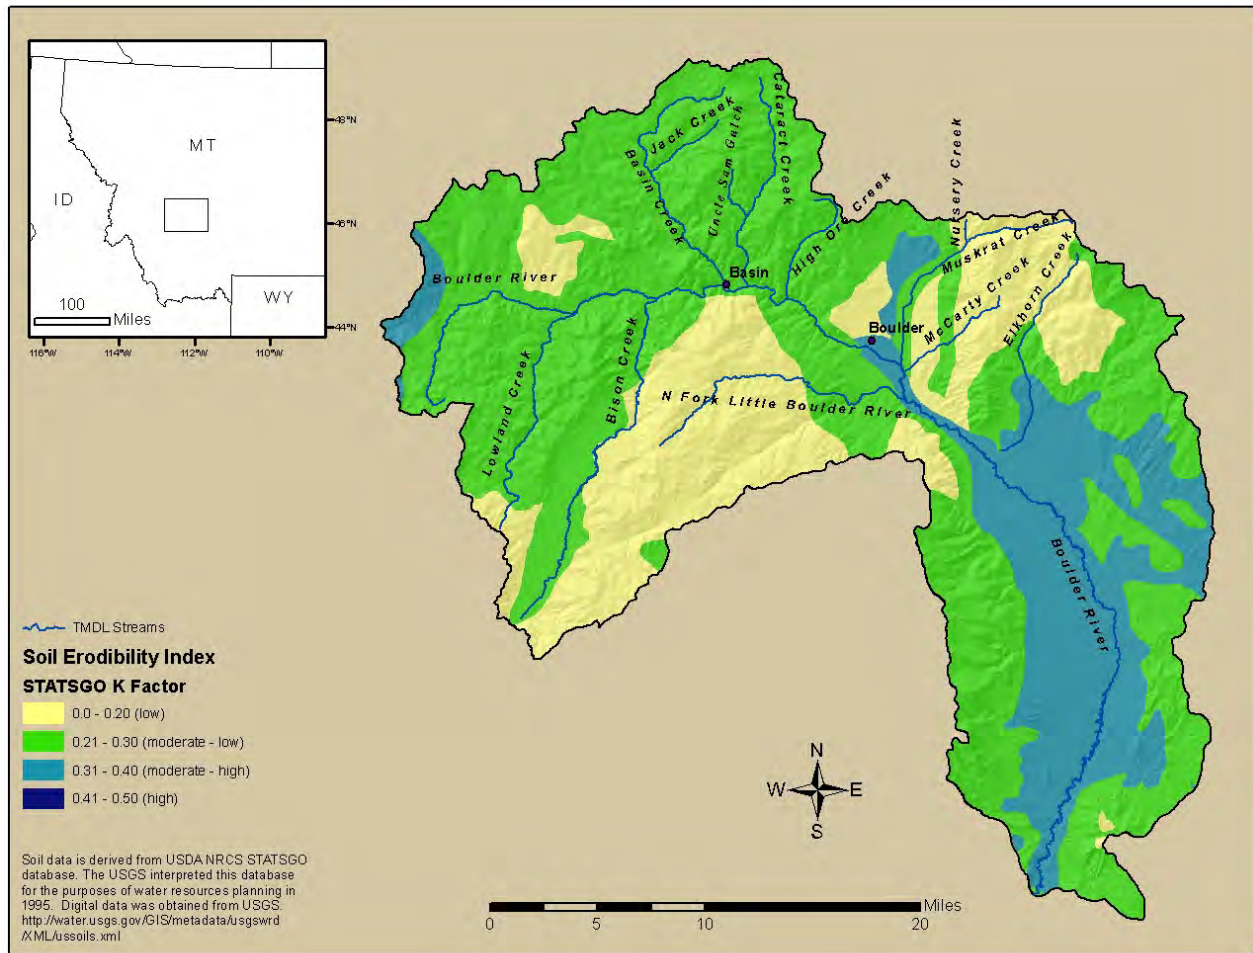 MT
ID
WY
100
Miles
48°N
46°N
44°N
116°W
114°W
112°W
110°W
Cataract Creek
Jack Creek
Uncle Sam Gulch
Basin Creek
High Ore Creek
Nursery Creek
Muskrat Creek
McCarty Creek
Elkhorn Creek
Boulder River
Basin
Boulder
Lowland Creek
Bison Creek
N Fork Little Boulder River
Boulder River
TMDL Streams
Soil Erodibility Index
STATSGO K Factor
0.0 - 0.20 (low)
0.21 - 0.30 (moderate - low)
0.31 - 0.40 (moderate - high)
0.41 - 0.50 (high)
N
W
E
S
Soil data is derived from USDA NRCS STATSGO
database. The USGS interpreted this database
for the purposes of water resources planning in
1995. Digital data was obtained from USGS.
http://water.usgs.gov/GIS/metadata/usgswrd
/XML/ussoils.xml
Miles
0
5
10
20